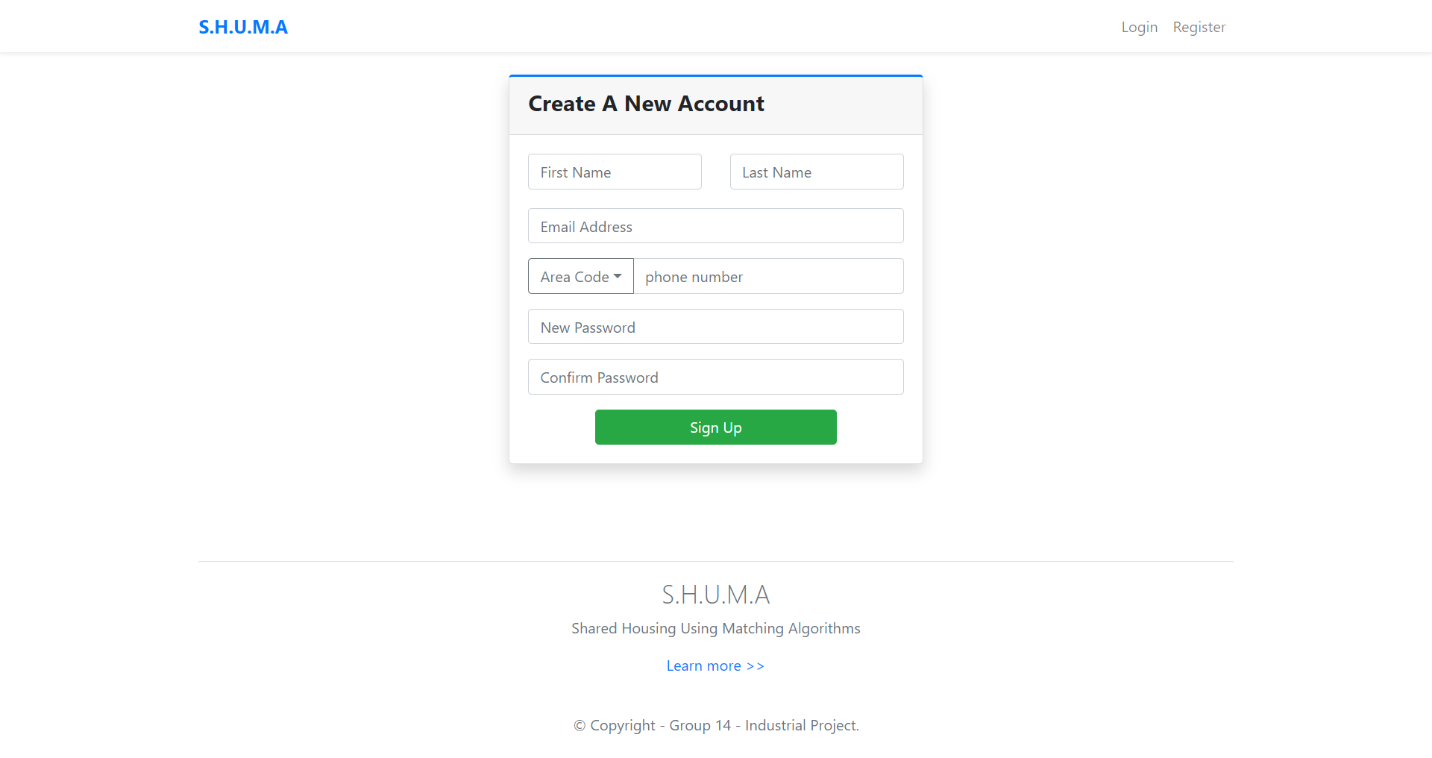 S.H.U.M.A
Login Register
Create A New Account
First Name Last Name
Email Address
Area Code phone number
New Password
Confirm Password
Sign Up
S.H.U.M.A
Shared Housing Using Matching Algorithms
Learn more >>
© Copyright - Group 14 - Industrial Project.